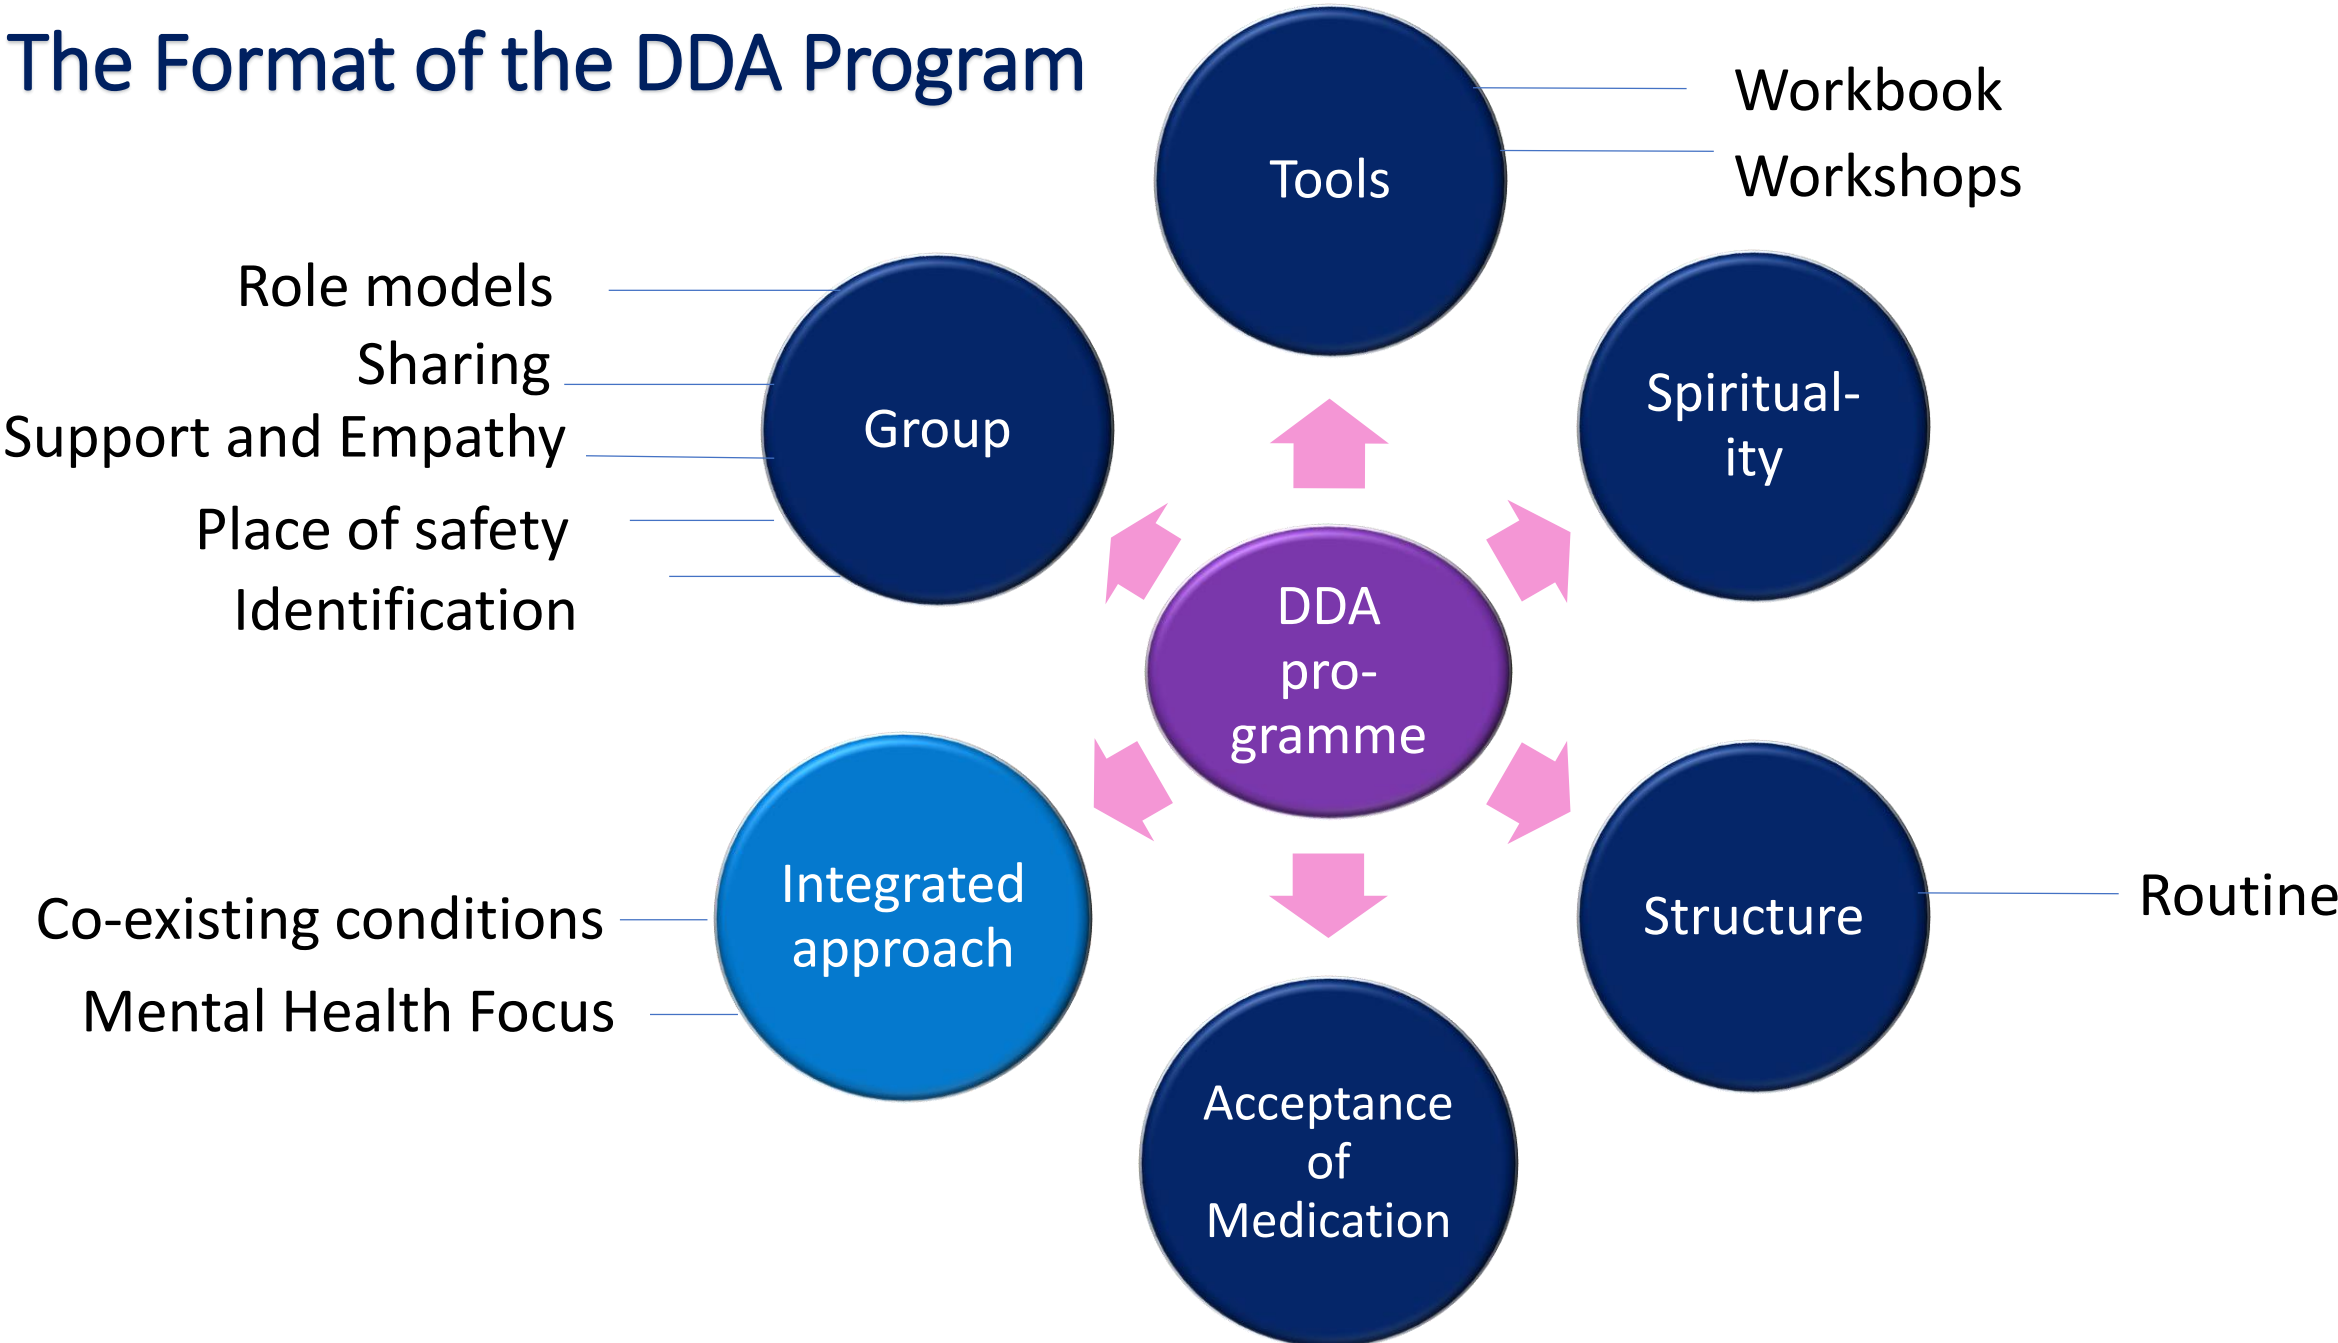 The Format of the DDA Program
Tools
Workbook
Workshops
Role models
Sharing
Support and Empathy
Place of safety
Identification
Group
Spiritual-
ity
DDA
pro-
gramme
Integrated
approach
Co-existing conditions
Mental Health Focus
Structure
Routine
Acceptance
of
Medication